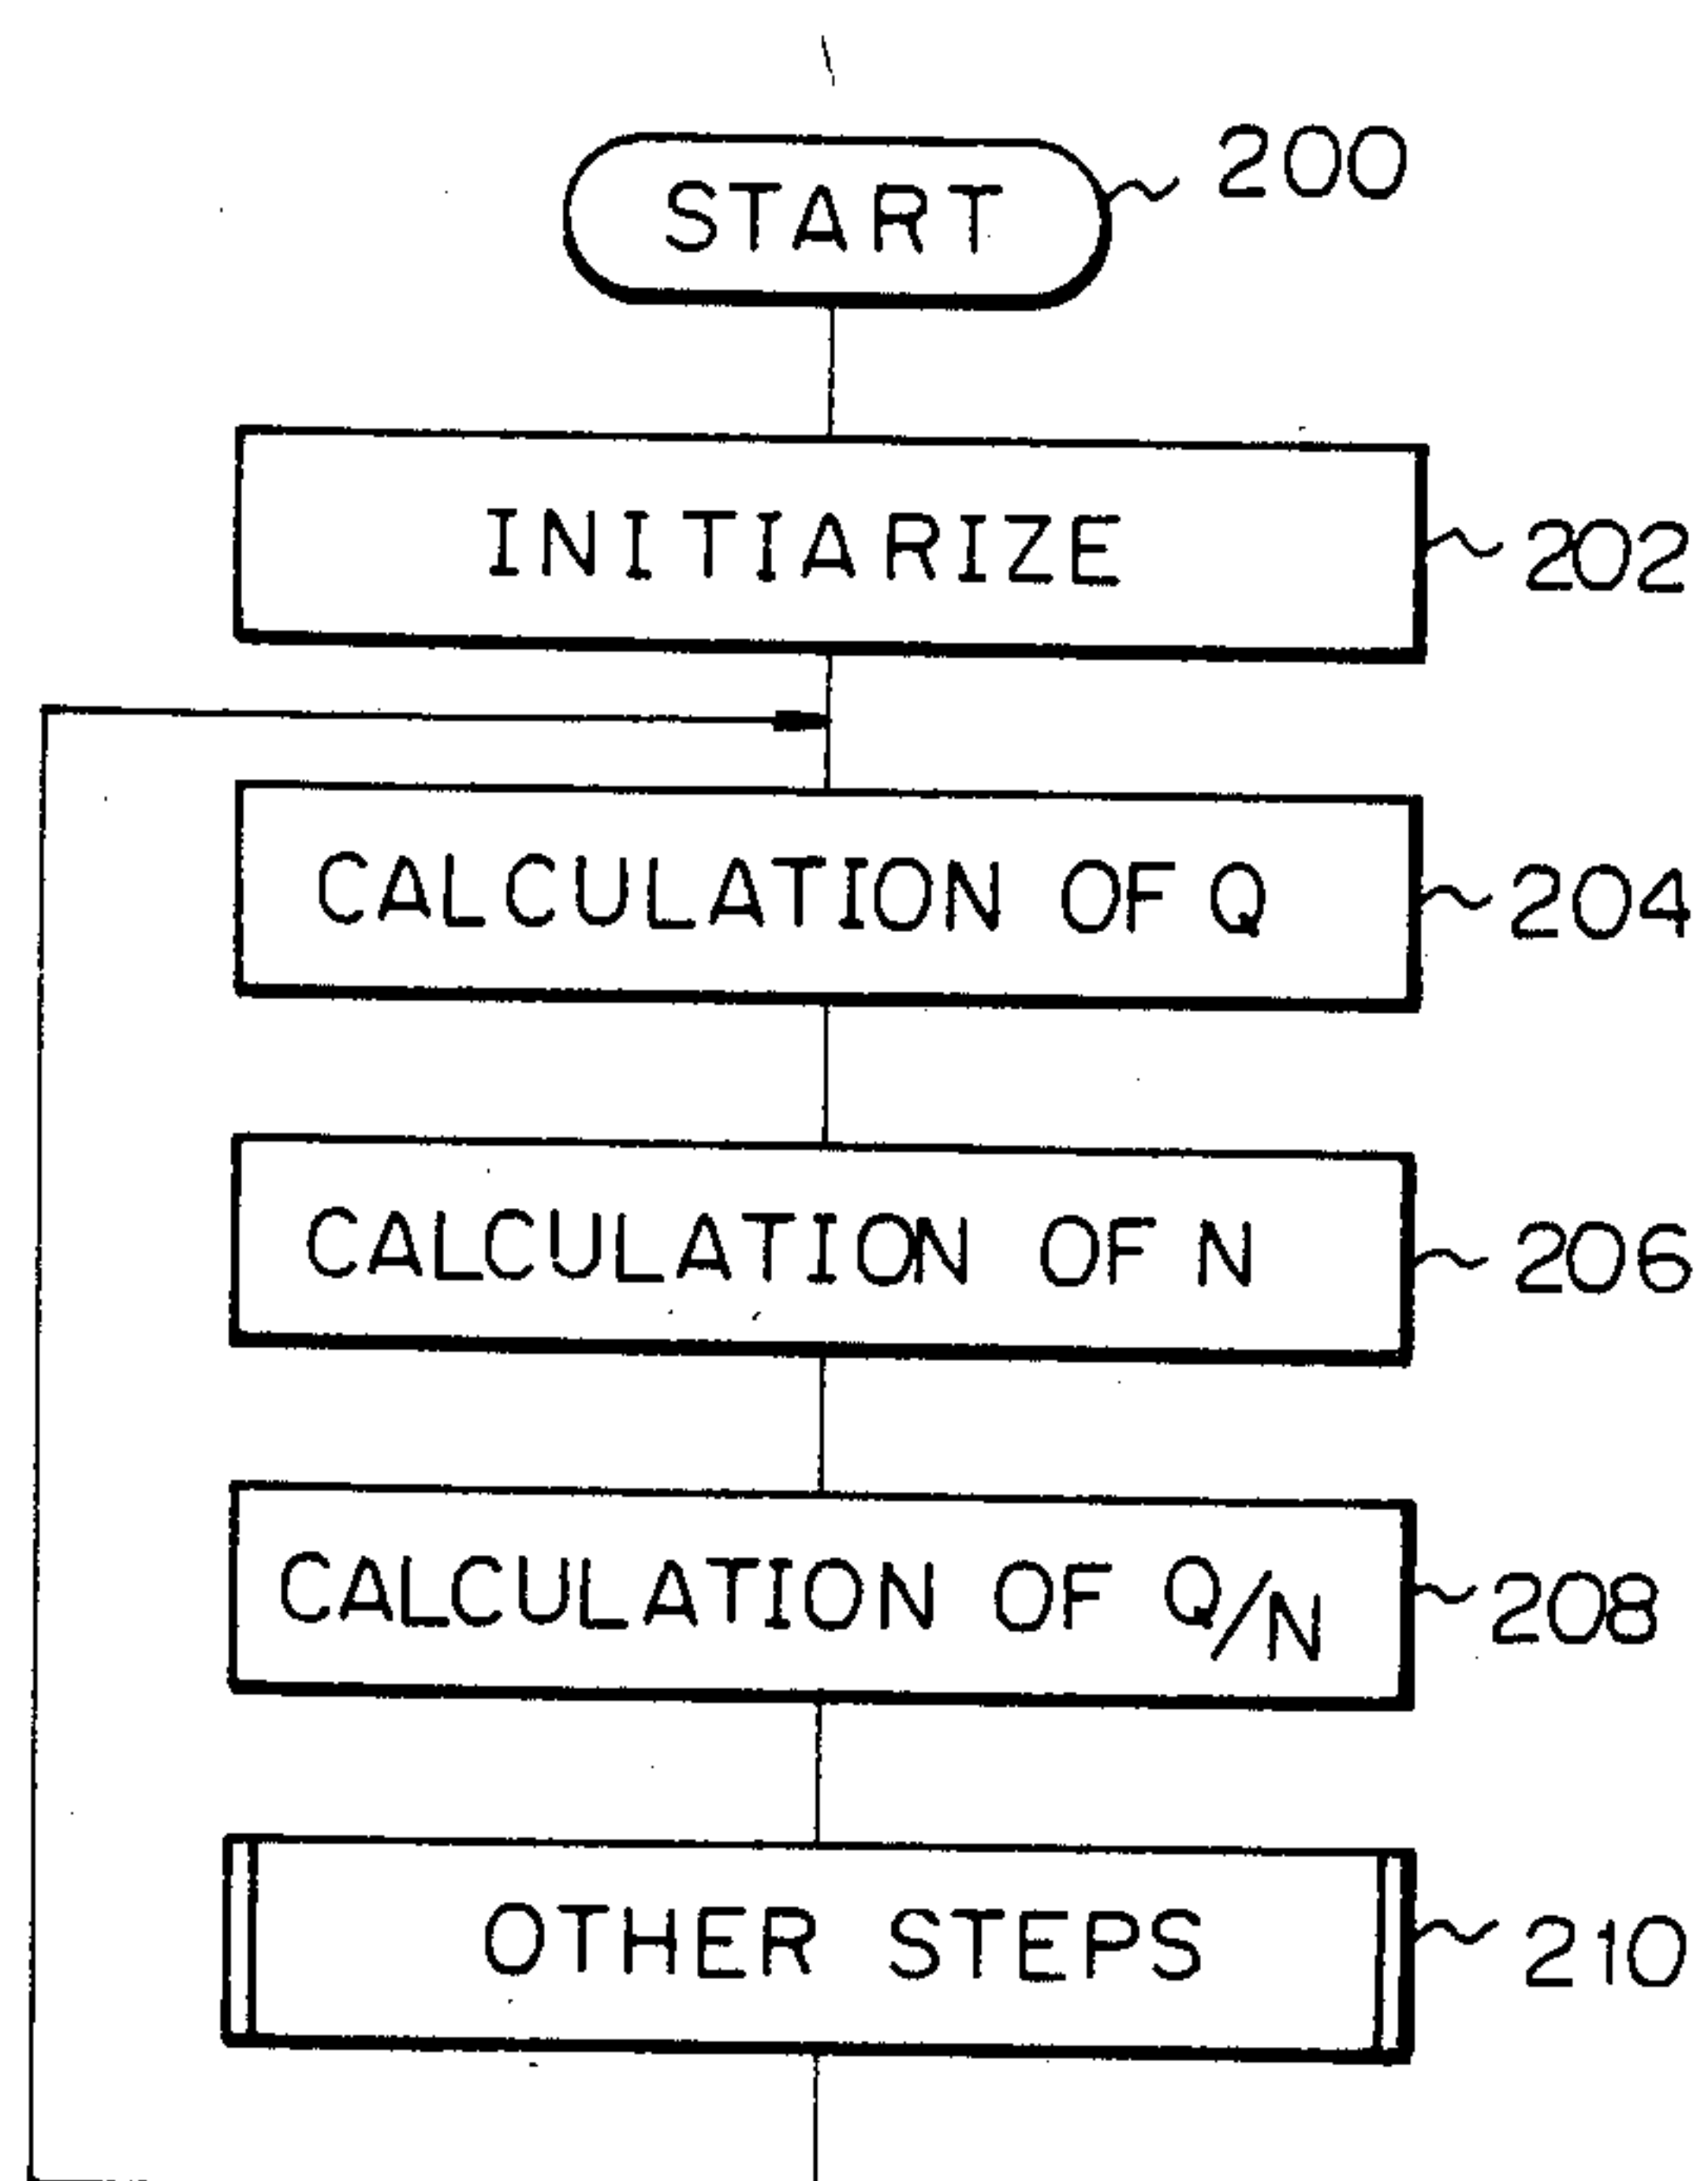 START 200
INITIARIZE 202
CALCULATION OF Q 204
CALCULATION OF N 206
CALCULATION OF Q/N 208
OTHER STEPS 210